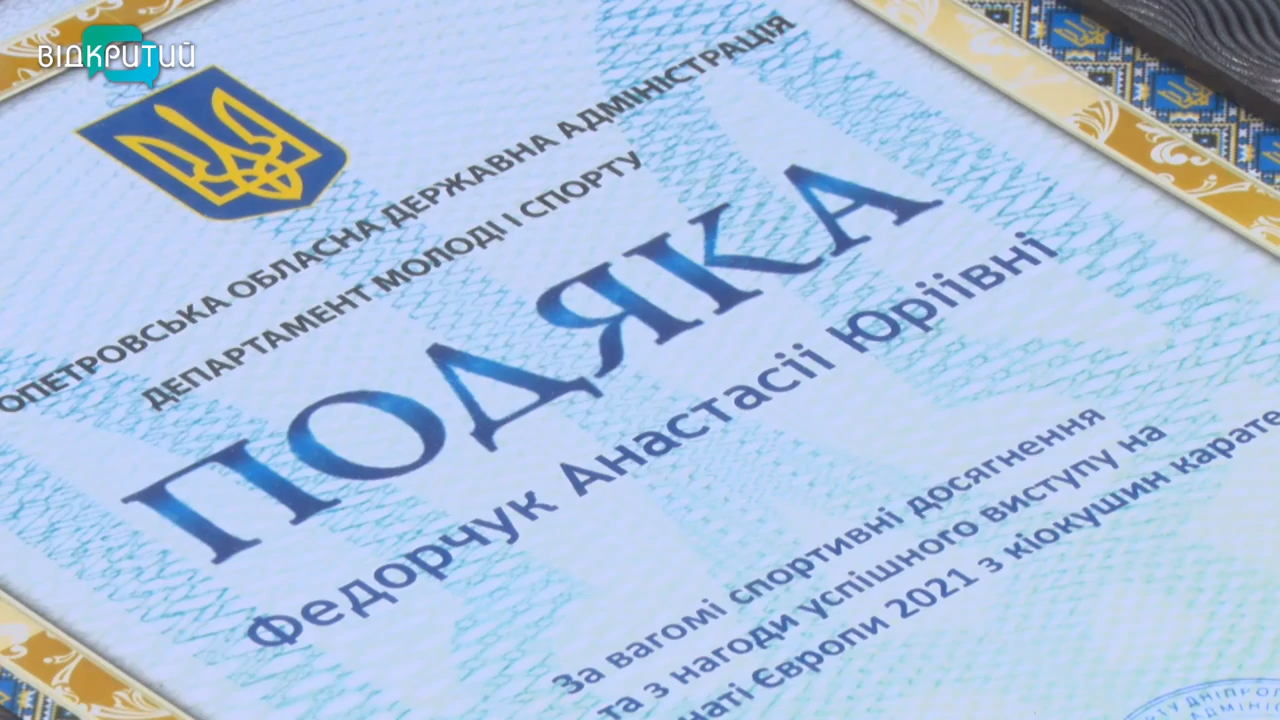 ВІДКРИТИЙ
ОПЕТРОВСЬКА ОБЛАСНА ДЕРЖАВНА АДМІНІСТРАЦІЯ
ДЕПАРТАМЕНТ МОЛОДІ І СПОРТУ
ПОДЯКА
Федорчук Анастасії Юріївні
За вагомі спортивні досягнення
та з нагоди успішного виступу на
наті Європи 2021 з кіокушин карате